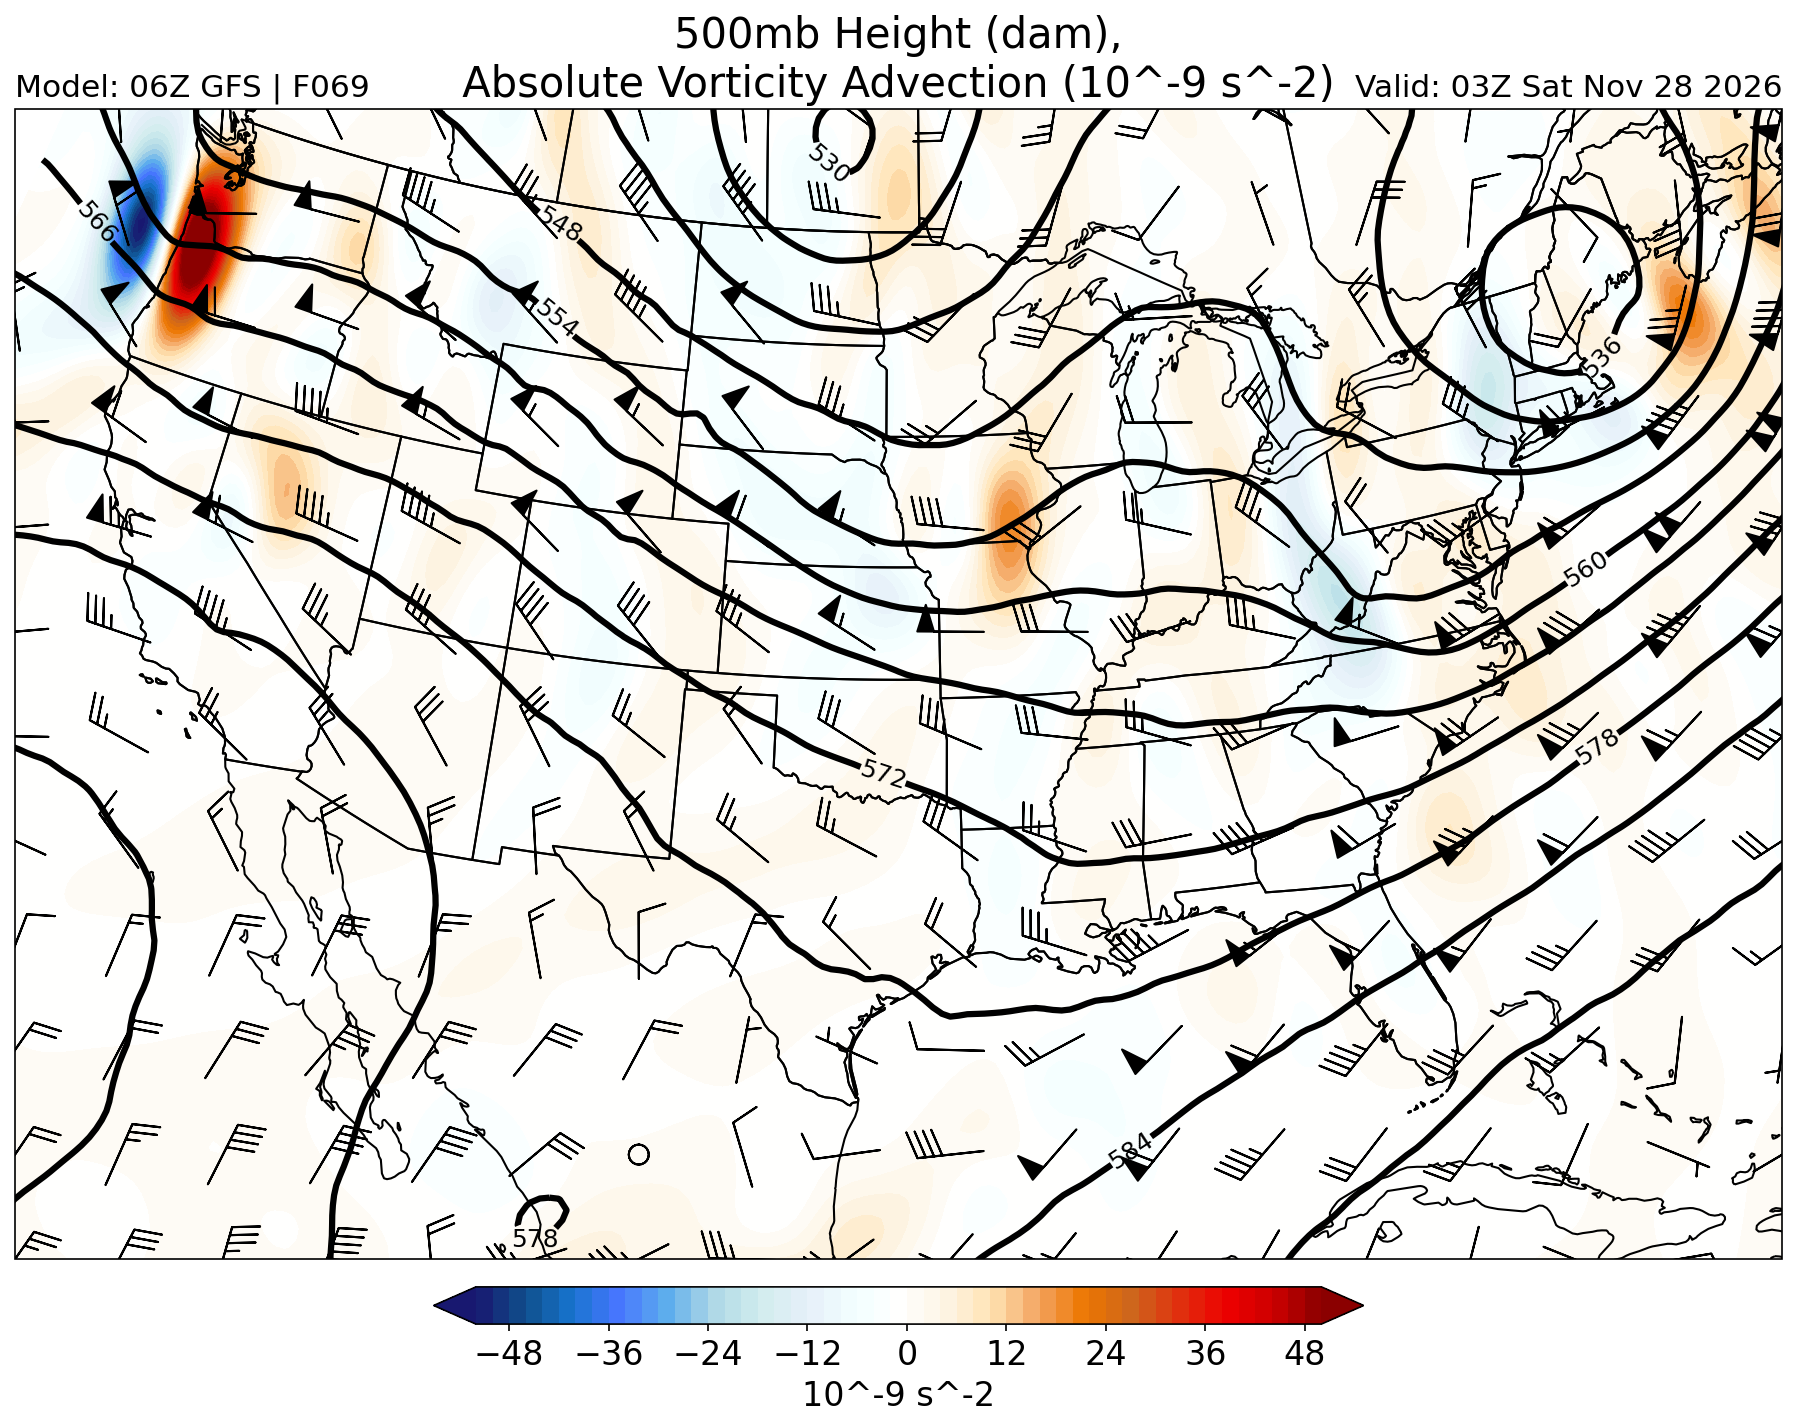 500mb Height (dam),
Model: 06Z GFS | F069
Absolute Vorticity Advection (10^-9 s^-2)
Valid: 03Z Sat Nov 28 2026
530
566
548
554
536
560
578
572
584
578
−48 −36 −24 −12 0 12 24 36 48
10^-9 s^-2